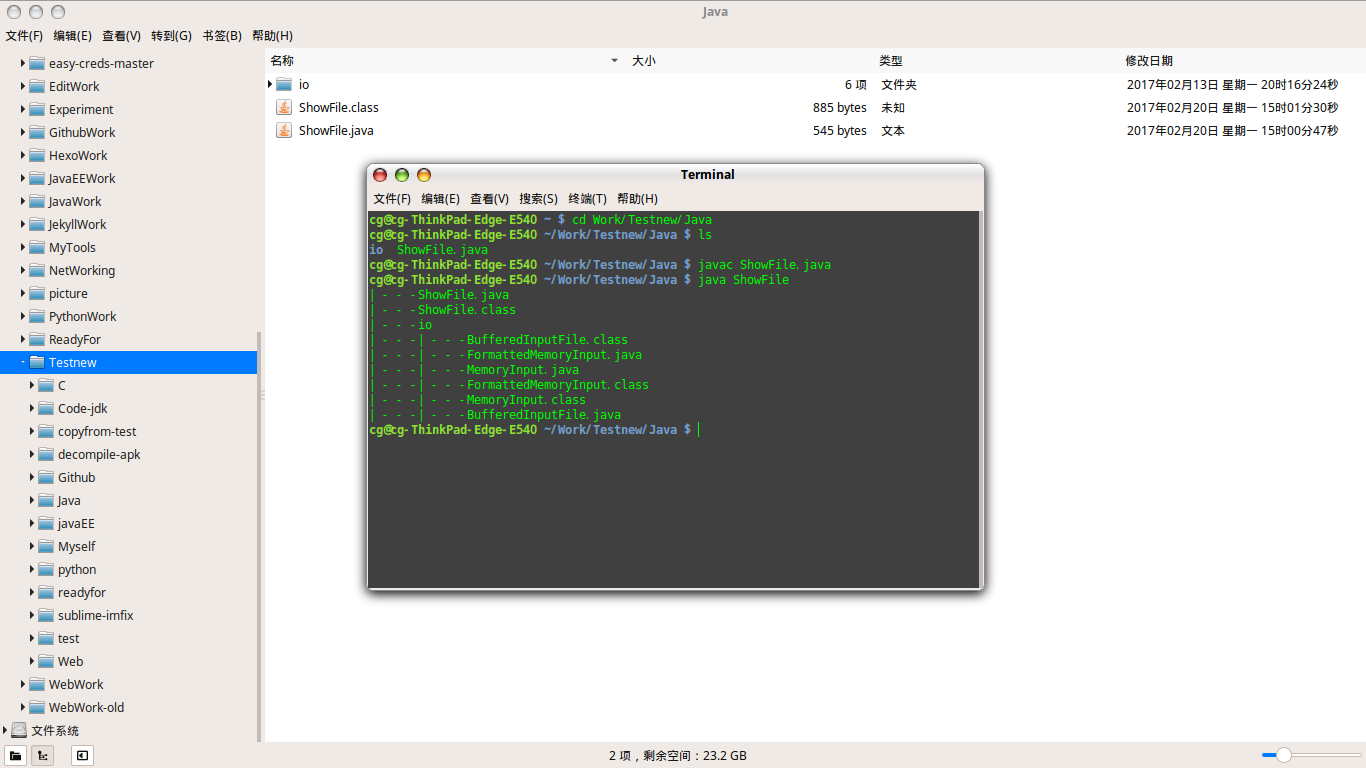 Java
文件(F) 编辑(E) 查看(V) 转到(G) 书签(B) 帮助(H)
easy-creds-master
EditWork
Experiment
GithubWork
HexoWork
JavaEEWork
JavaWork
JekyllWork
MyTools
NetWorking
picture
PythonWork
ReadyFor
Testnew
C
Code-jdk
copyfrom-test
decompile-apk
Github
Java
javaEE
Myself
python
readyfor
sublime-imfix
test
Web
WebWork
WebWork-old
文件系统
名称 大小 类型 修改日期
io 6 项 文件夹 2017年02月13日 星期一 20时16分24秒
ShowFile.class 885 bytes 未知 2017年02月20日 星期一 15时01分30秒
ShowFile.java 545 bytes 文本 2017年02月20日 星期一 15时00分47秒
Terminal
文件(F) 编辑(E) 查看(V) 搜索(S) 终端(T) 帮助(H)
cg@cg-ThinkPad-Edge-E540 ~ $ cd Work/Testnew/Java
cg@cg-ThinkPad-Edge-E540 ~/Work/Testnew/Java $ ls
io  ShowFile.java
cg@cg-ThinkPad-Edge-E540 ~/Work/Testnew/Java $ javac ShowFile.java
cg@cg-ThinkPad-Edge-E540 ~/Work/Testnew/Java $ java ShowFile
|---ShowFile.java
|---ShowFile.class
|---io
|---|---BufferedInputFile.class
|---|---FormattedMemoryInput.java
|---|---MemoryInput.java
|---|---FormattedMemoryInput.class
|---|---MemoryInput.class
|---|---BufferedInputFile.java
cg@cg-ThinkPad-Edge-E540 ~/Work/Testnew/Java $
2 项，剩余空间：23.2 GB